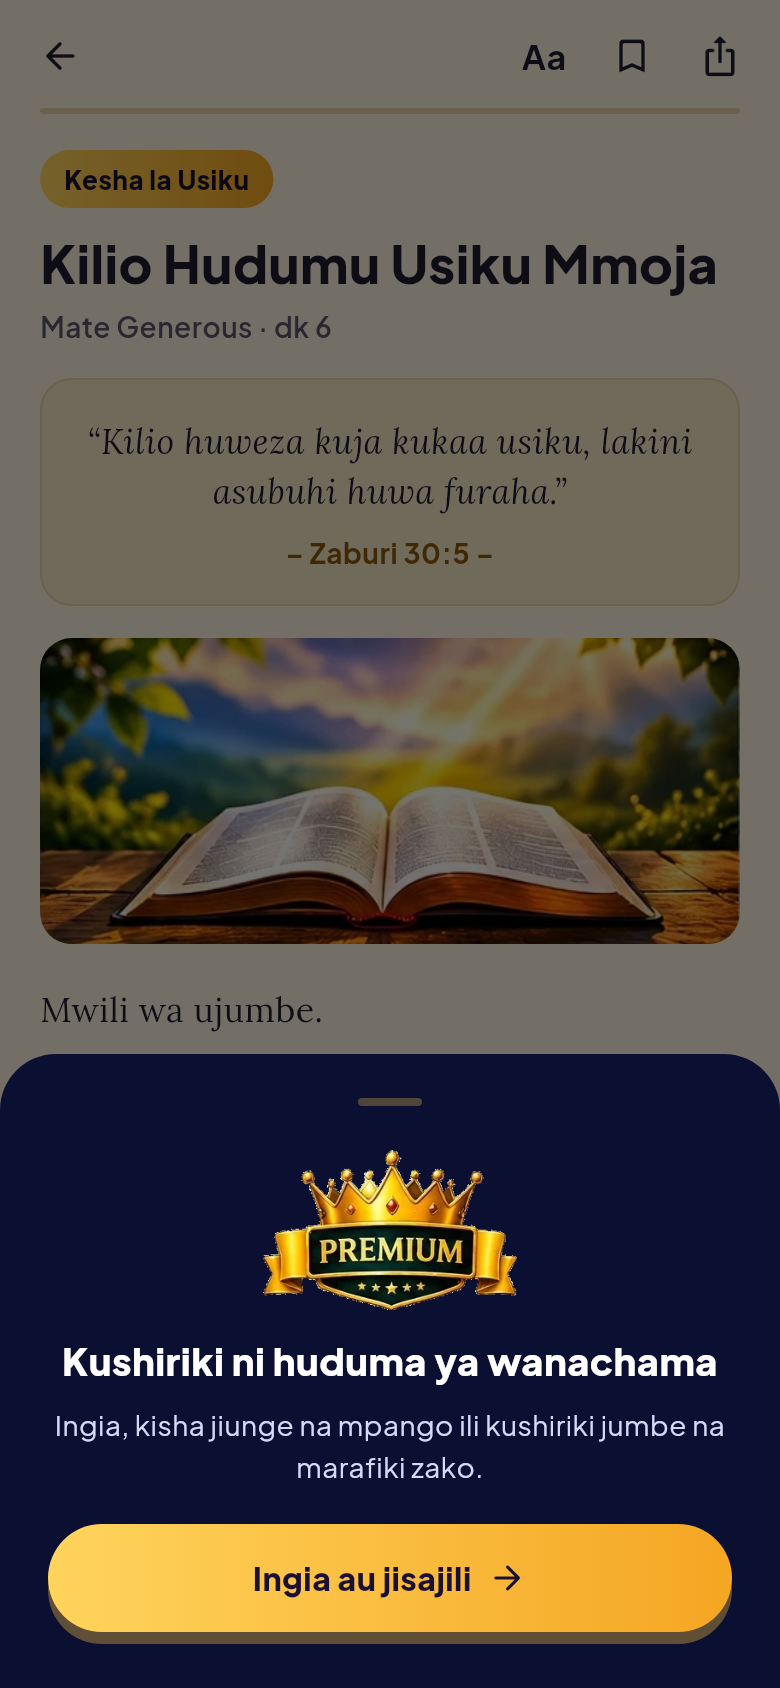 Aa
Kesha la Usiku
Kilio Hudumu Usiku Mmoja
Mate Generous · dk 6
“Kilio huweza kuja kukaa usiku, lakini
asubuhi huwa furaha.”
– Zaburi 30:5 –
Mwili wa ujumbe.
PREMIUM
Kushiriki ni huduma ya wanachama
Ingia, kisha jiunge na mpango ili kushiriki jumbe na
marafiki zako.
Ingia au jisajili →